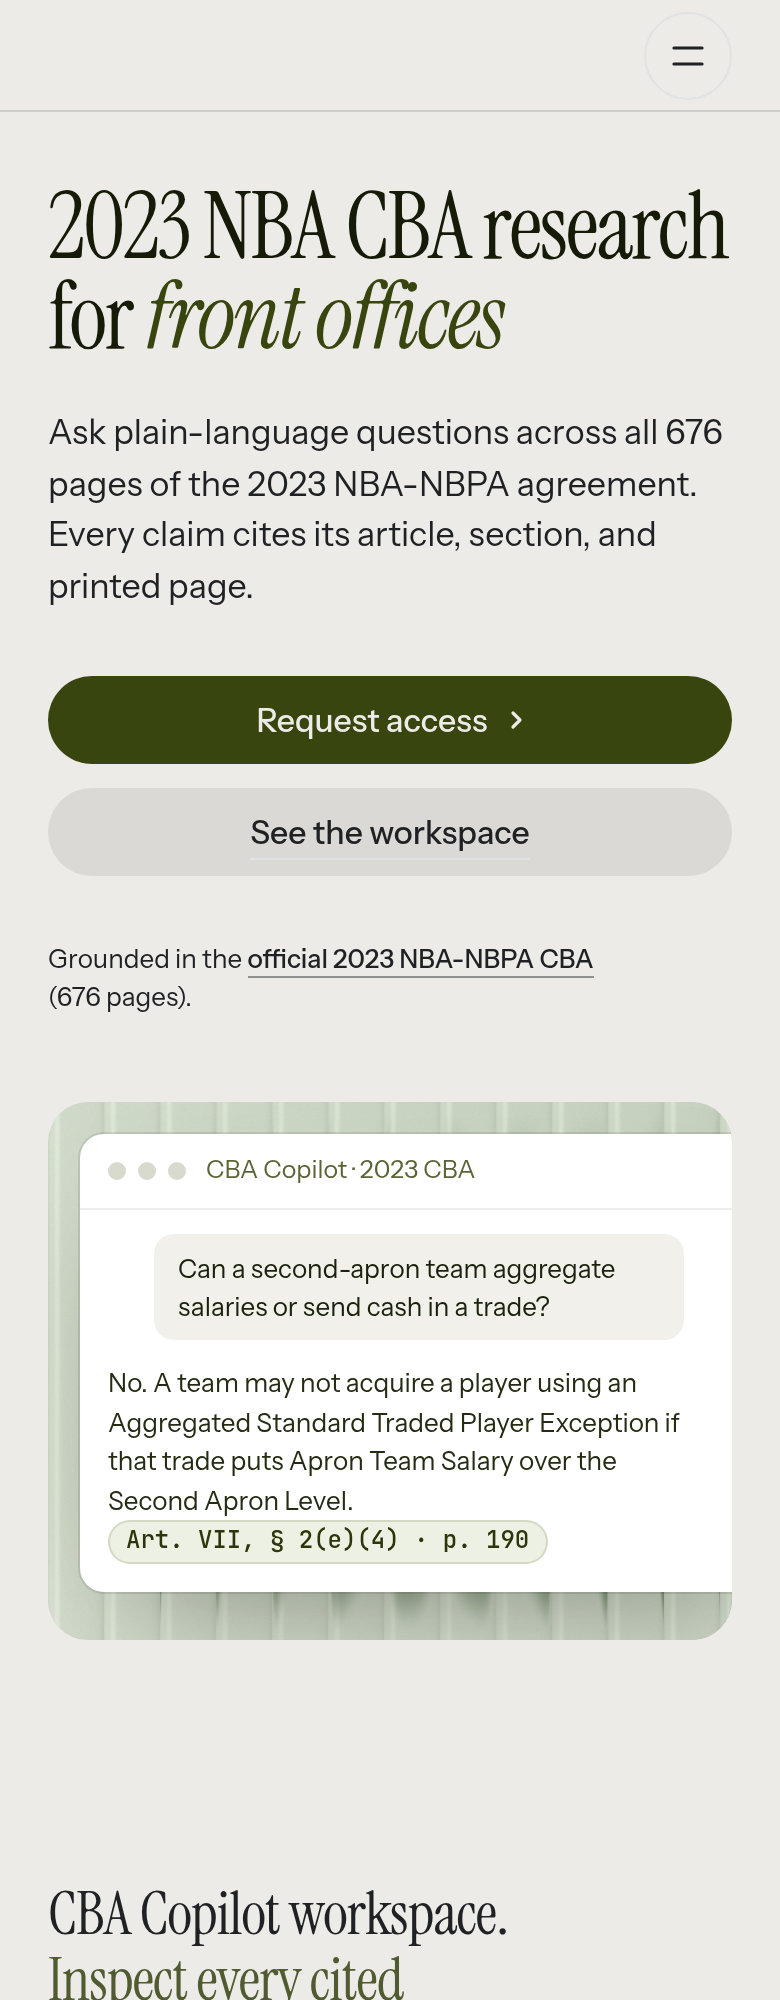 2023 NBA CBA research
for front offices
Ask plain-language questions across all 676
pages of the 2023 NBA-NBPA agreement.
Every claim cites its article, section, and
printed page.
Request access
See the workspace
Grounded in the official 2023 NBA-NBPA CBA
(676 pages).
CBA Copilot · 2023 CBA
Can a second-apron team aggregate
salaries or send cash in a trade?
No. A team may not acquire a player using an
Aggregated Standard Traded Player Exception if
that trade puts Apron Team Salary over the
Second Apron Level.
Art. VII, § 2(e)(4) · p. 190
CBA Copilot workspace.
Inspect every cited